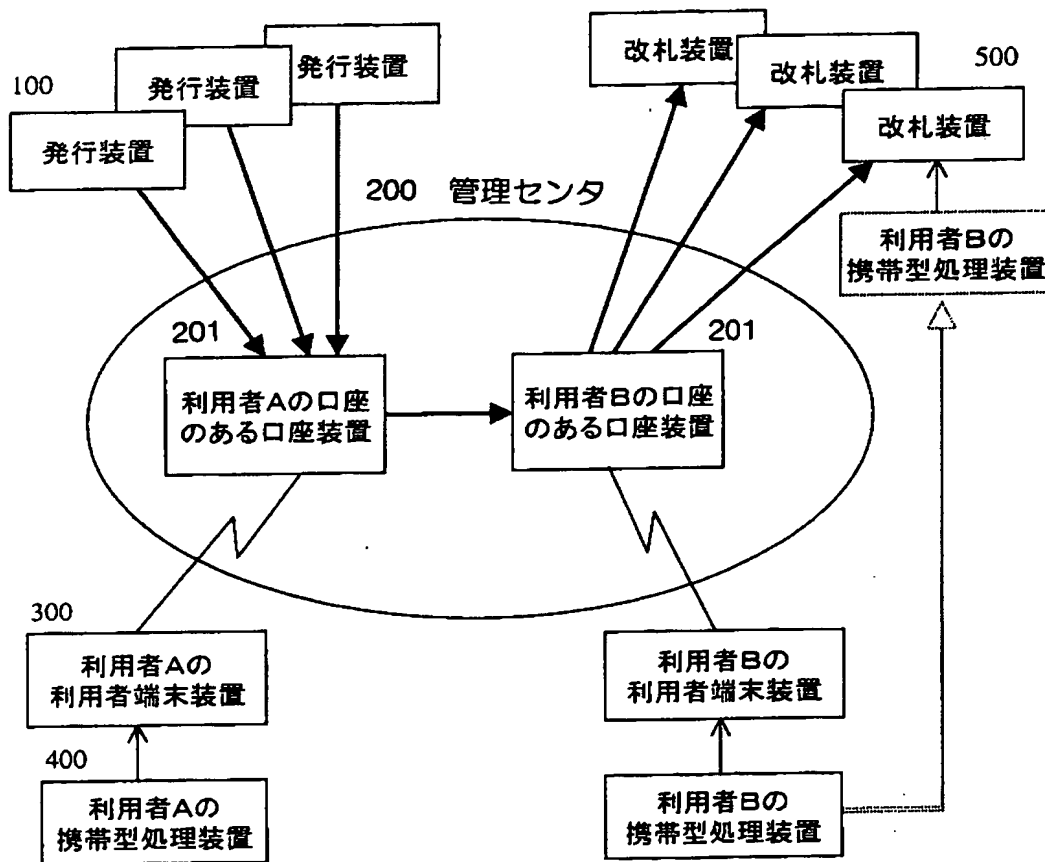 100
発行装置
発行装置
発行装置
改札装置
改札装置
改札装置
500
200 管理センタ
利用者Bの
携帯型処理装置
201
利用者Aの口座
のある口座装置
201
利用者Bの口座
のある口座装置
300
利用者Aの
利用者端末装置
利用者Bの
利用者端末装置
400
利用者Aの
携帯型処理装置
利用者Bの
携帯型処理装置